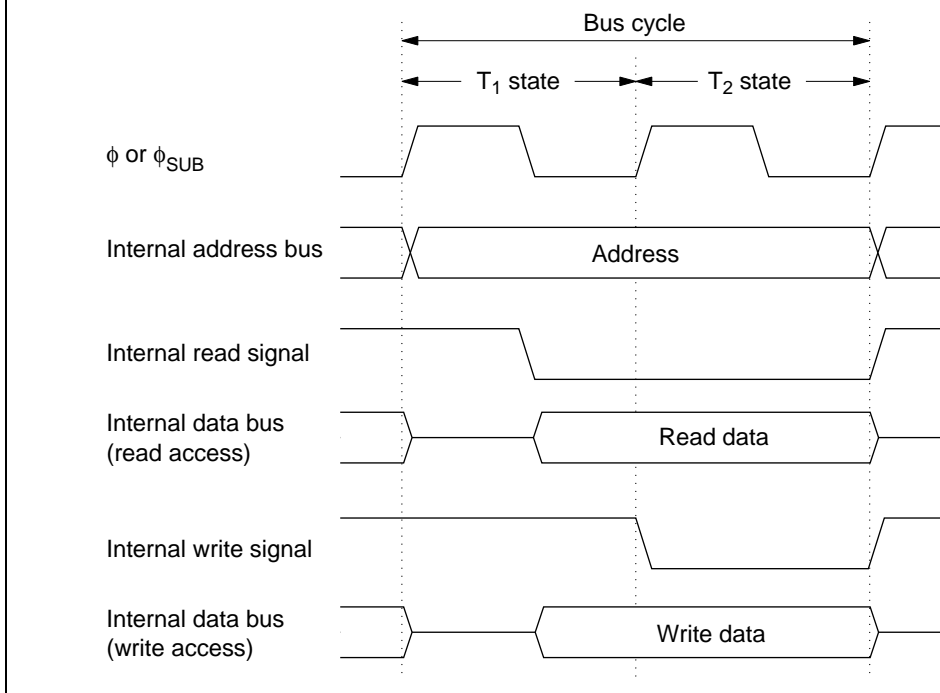 Bus cycle
T₁ state
T₂ state
ϕ or ϕSUB
Internal address bus
Address
Internal read signal
Internal data bus
(read access)
Read data
Internal write signal
Internal data bus
(write access)
Write data